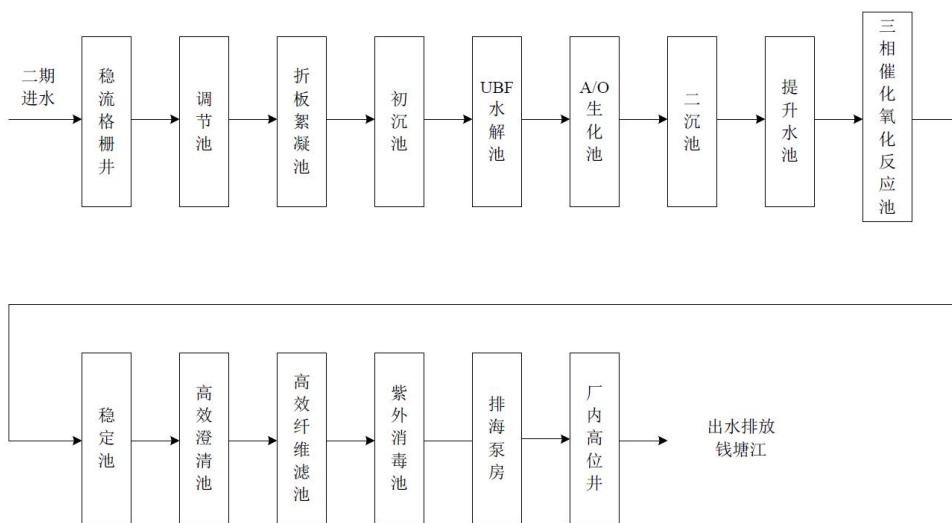 二期
进水
稳流格栅井
调节池
折板絮凝池
初沉池
UBF
水解池
A/O
生化池
二沉池
提升水池
三相催化氧化反应池
稳定池
高效澄清池
高效纤维滤池
紫外消毒池
排海泵房
厂内高位井
出水排放
钱塘江